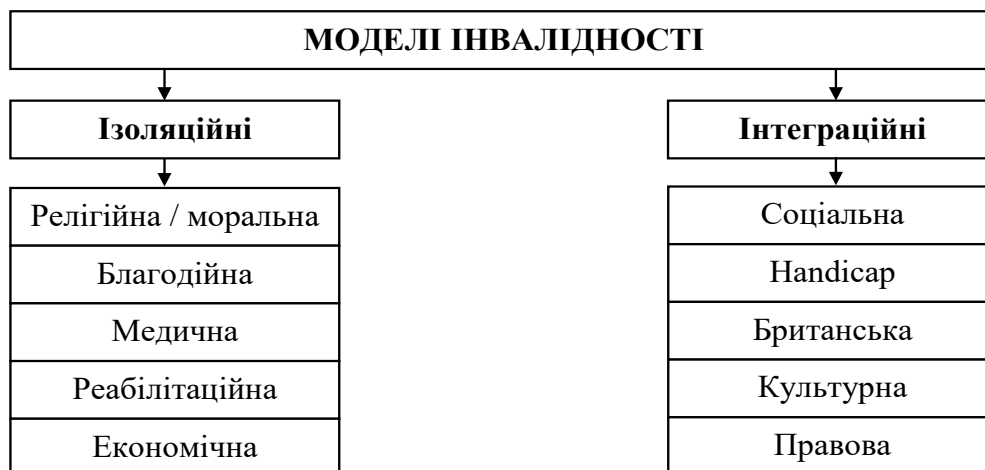 МОДЕЛІ ІНВАЛІДНОСТІ
Ізоляційні
Релігійна / моральна
Благодійна
Медична
Реабілітаційна
Економічна
Інтеграційні
Соціальна
Handicap
Британська
Культурна
Правова